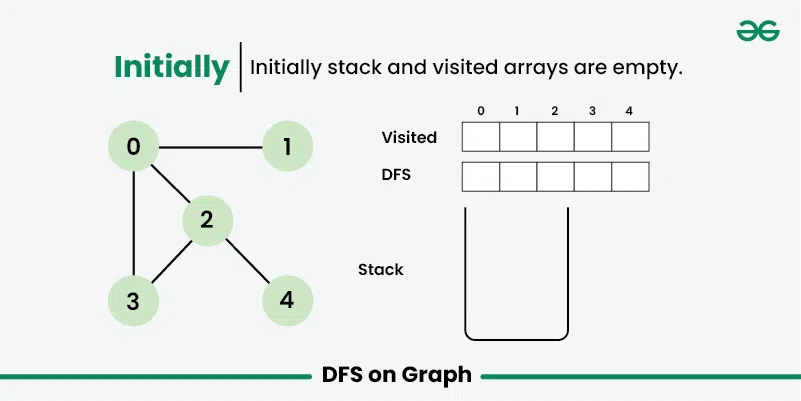 Initially
Initially stack and visited arrays are empty.
0 1 2 3 4
Visited
DFS
0 1
2
3 4
Stack
DFS on Graph